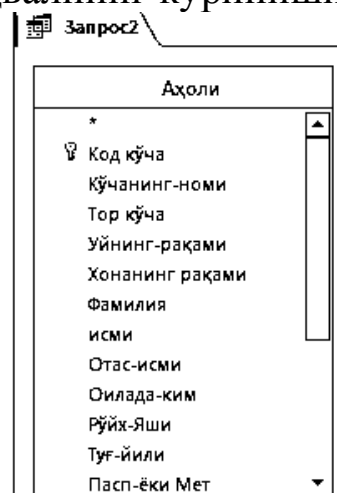 Запрос2
Аҳоли
*
Код кўча
Кўчанинг-номи
Тор кўча
Уйнинг-рақами
Хонанинг рақами
Фамилия
исми
Отас-исми
Оилада-ким
Рўйх-Яши
Туғ-йили
Пасп-ёки Мет